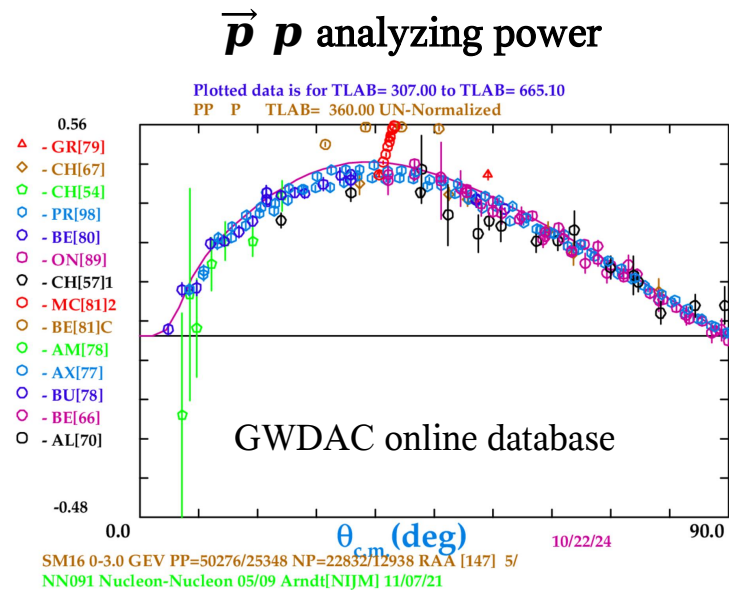 p p analyzing power
Plotted data is for TLAB= 307.00 to TLAB= 665.10
PP P TLAB= 360.00 UN-Normalized
0.56
- GR[79]
- CH[67]
- CH[54]
- PR[98]
- BE[80]
- ON[89]
- CH[57]1
- MC[81]2
- BE[81]C
- AM[78]
- AX[77]
- BU[78]
- BE[66]
- AL[70]
GWDAC online database
-0.48
0.0
θc.m.(deg)
90.0
10/22/24
SM16 0-3.0 GEV PP=50276/25348 NP=22832/12938 RAA [147] 5/
NN091 Nucleon-Nucleon 05/09 Arndt[NIJM] 11/07/21